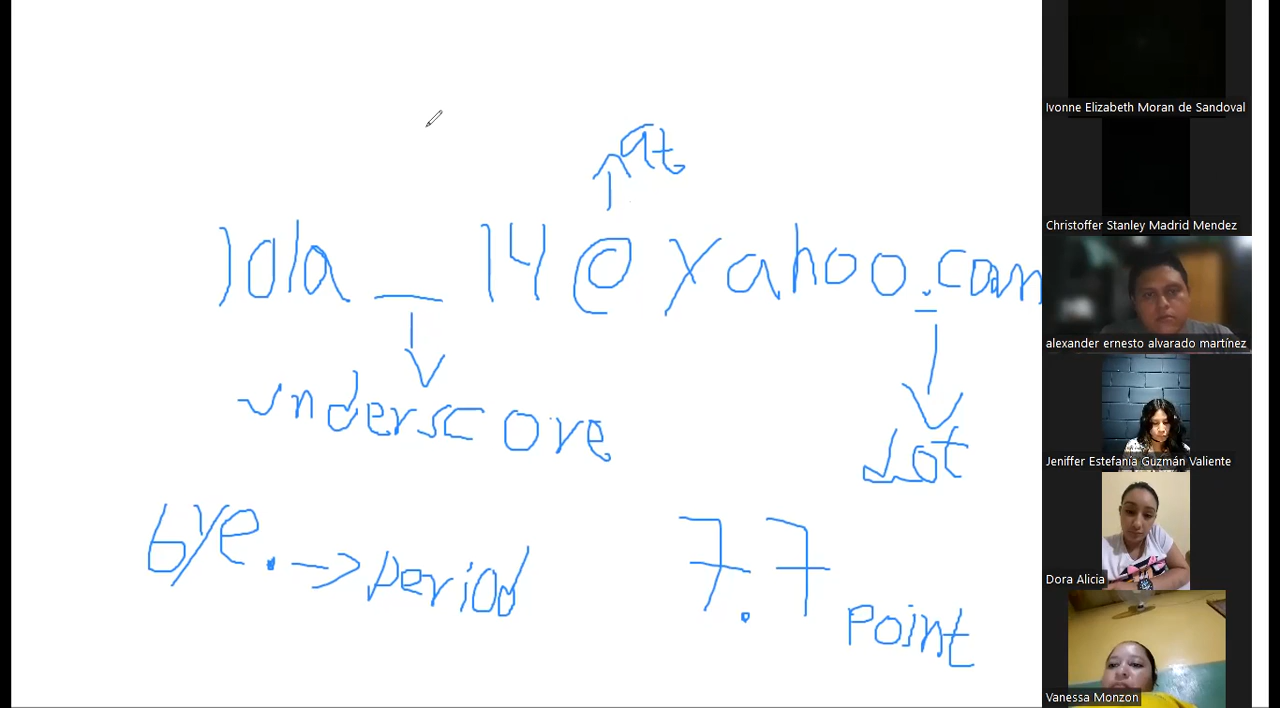 at
lola_14@yahoo.com
underscore
dot
bye. → period
7.7
point
Ivonne Elizabeth Moran de Sandoval
Christoffer Stanley Madrid Mendez
alexander ernesto alvarado martínez
Jeniffer Estefanía Guzmán Valiente
Dora Alicia
Vanessa Monzon